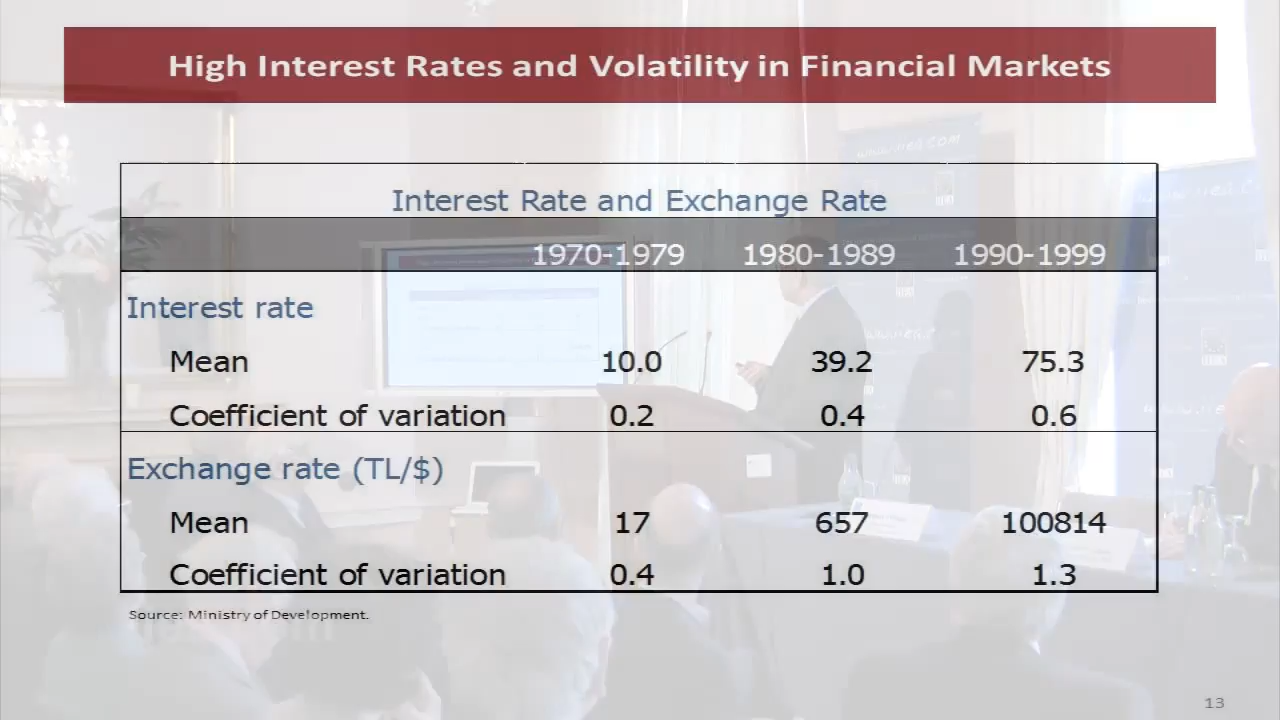 High Interest Rates and Volatility in Financial Markets
Interest Rate and Exchange Rate
1970-1979 1980-1989 1990-1999
Interest rate
Mean 10.0 39.2 75.3
Coefficient of variation 0.2 0.4 0.6
Exchange rate (TL/$)
Mean 17 657 100814
Coefficient of variation 0.4 1.0 1.3
Source: Ministry of Development.
13